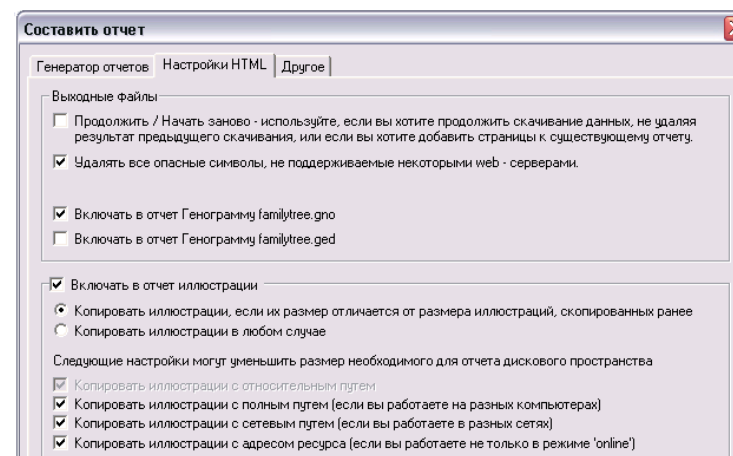 Составить отчет
Генератор отчетов Настройки HTML Другое
Выходные файлы
Продолжить / Начать заново - используйте, если вы хотите продолжить скачивание данных, не удаляя
результат предыдущего скачивания, или если вы хотите добавить страницы к существующему отчету.
Удалять все опасные символы, не поддерживаемые некоторыми web - серверами.
Включать в отчет Генограмму familytree.gno
Включать в отчет Генограмму familytree.ged
Включать в отчет иллюстрации
Копировать иллюстрации, если их размер отличается от размера иллюстраций, скопированных ранее
Копировать иллюстрации в любом случае
Следующие настройки могут уменьшить размер необходимого для отчета дискового пространства
Копировать иллюстрации с относительным путем
Копировать иллюстрации с полным путем (если вы работаете на разных компьютерах)
Копировать иллюстрации с сетевым путем (если вы работаете в разных сетях)
Копировать иллюстрации с адресом ресурса (если вы работаете не только в режиме 'online')